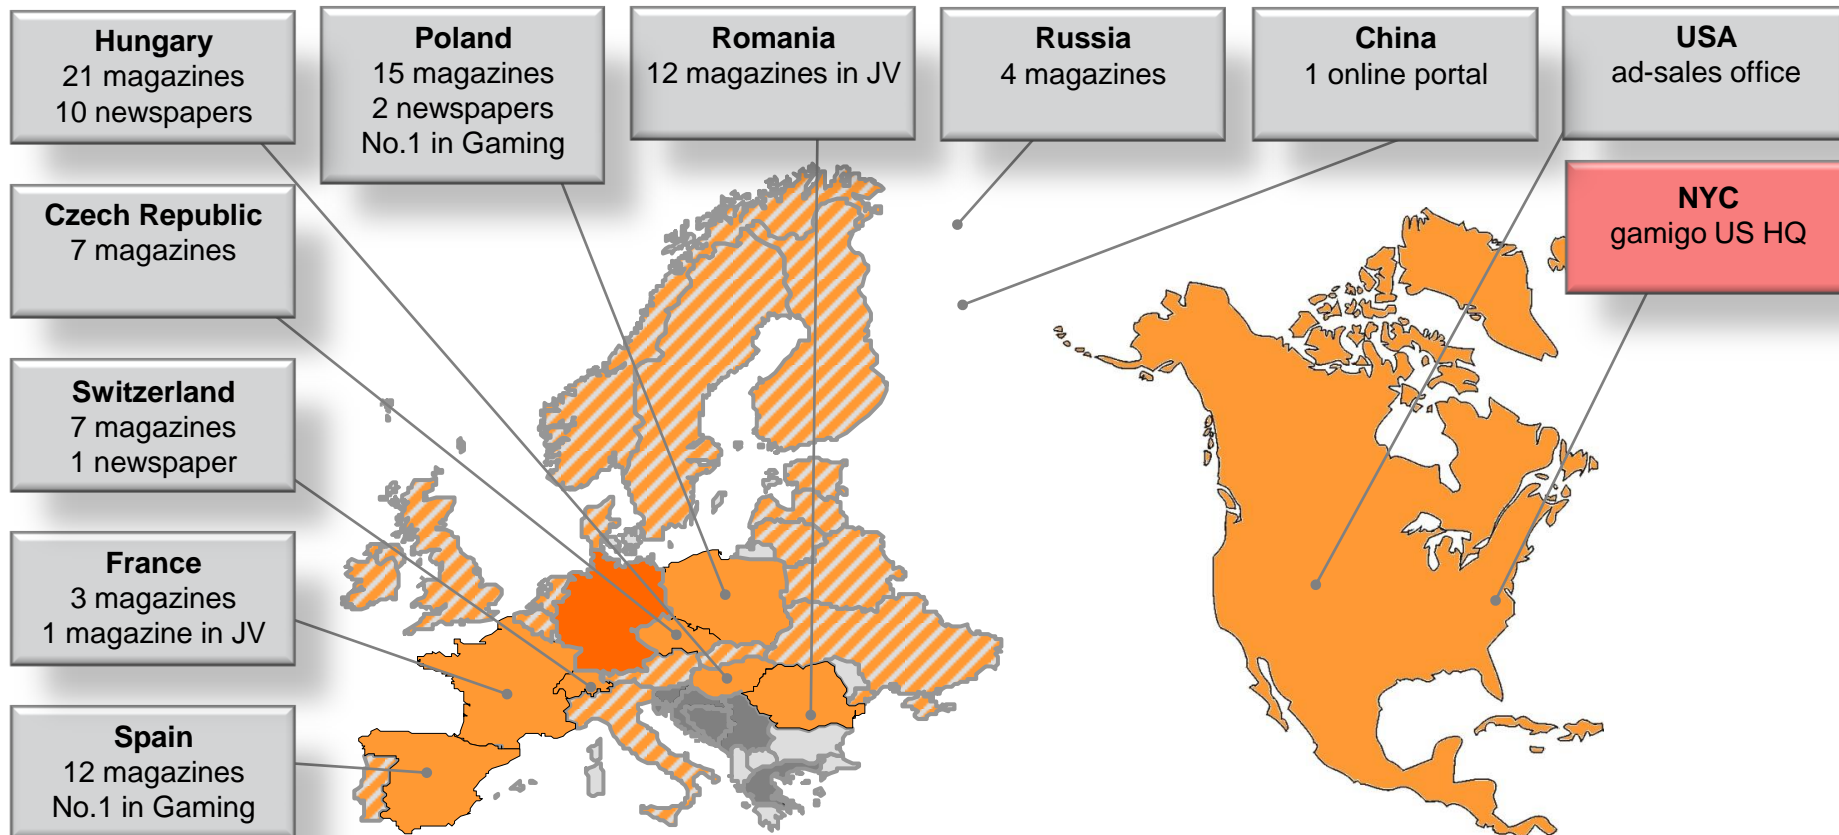 Hungary
21 magazines
10 newspapers
Poland
15 magazines
2 newspapers
No.1 in Gaming
Romania
12 magazines in JV
Russia
4 magazines
China
1 online portal
USA
ad-sales office
NYC
gamigo US HQ
Czech Republic
7 magazines
Switzerland
7 magazines
1 newspaper
France
3 magazines
1 magazine in JV
Spain
12 magazines
No.1 in Gaming